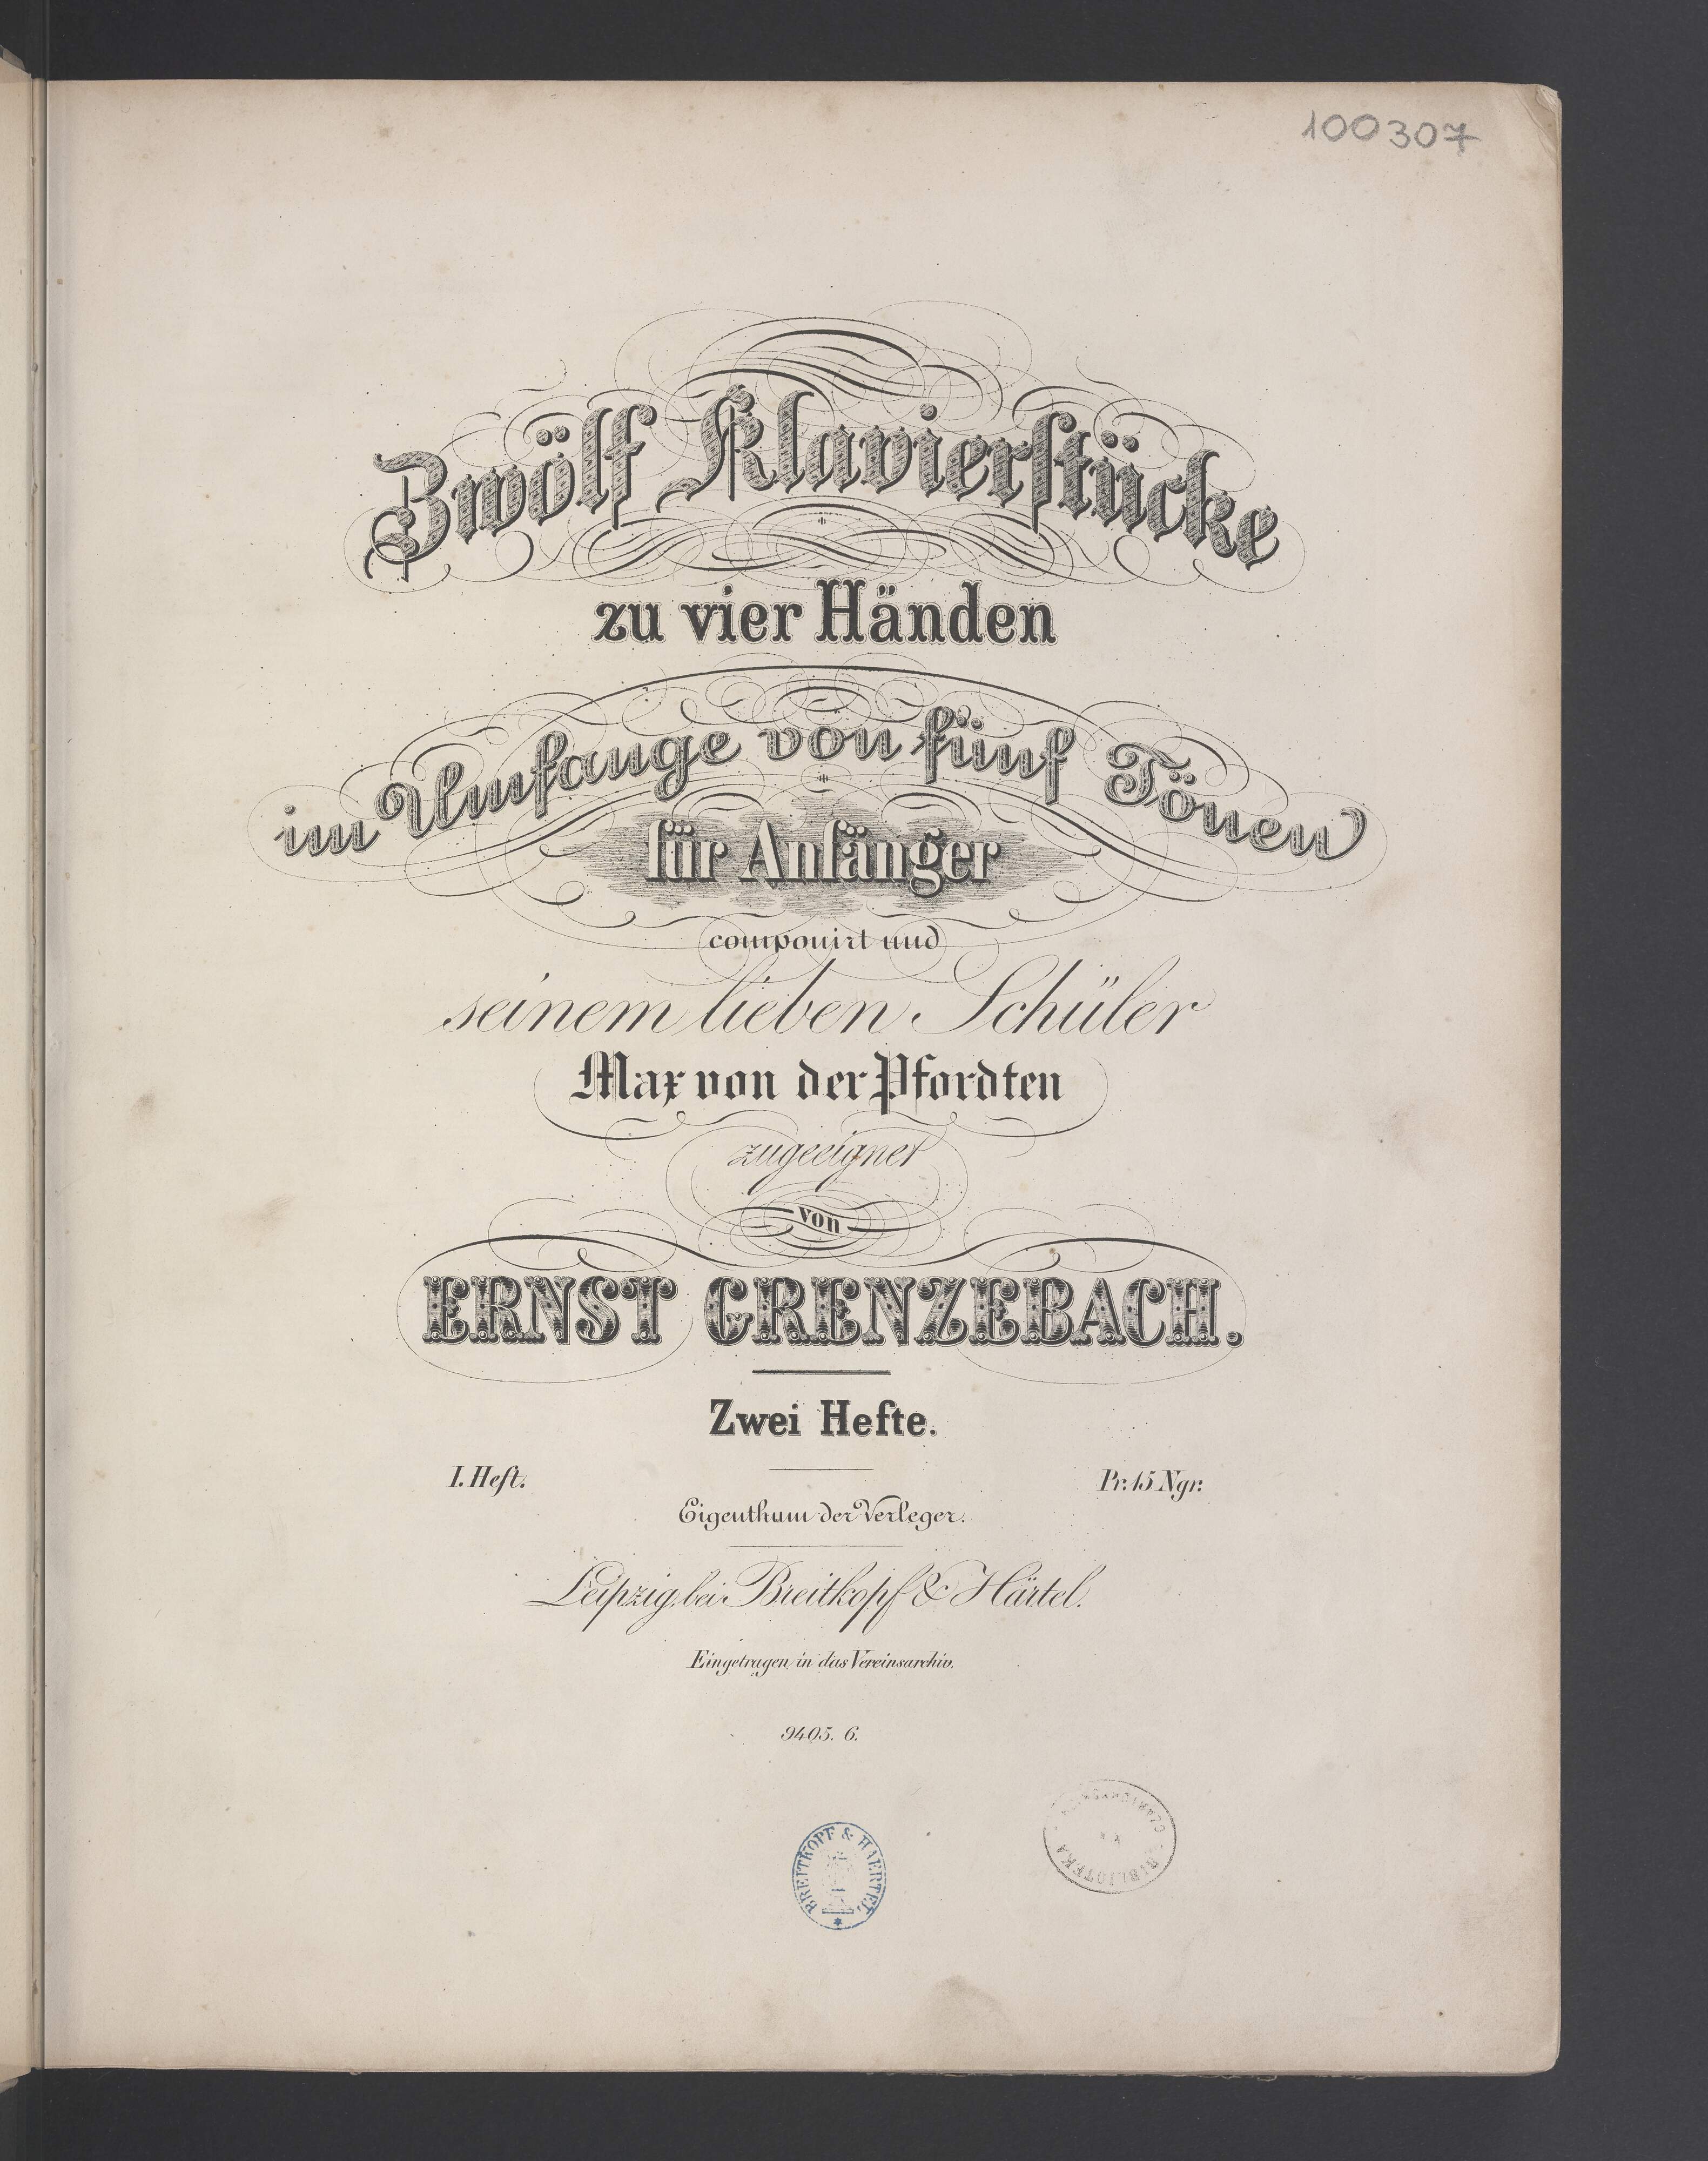 100307
Zwölf Klavierstücke
zu vier Händen
im Umfange von fünf Tönen
für Anfänger
componirt und
seinem lieben Schüler
Max von der Pfordten
zugeeignet
von
ERNST GRENZEBACH.
Zwei Hefte.
I. Heft. Pr. 15 Ngr.
Eigenthum der Verleger.
Leipzig, bei Breitkopf & Härtel.
Eingetragen in das Vereinsarchiv.
9405. 6.
BREITKOPF & HAERTEL
BIBLJOTEKA